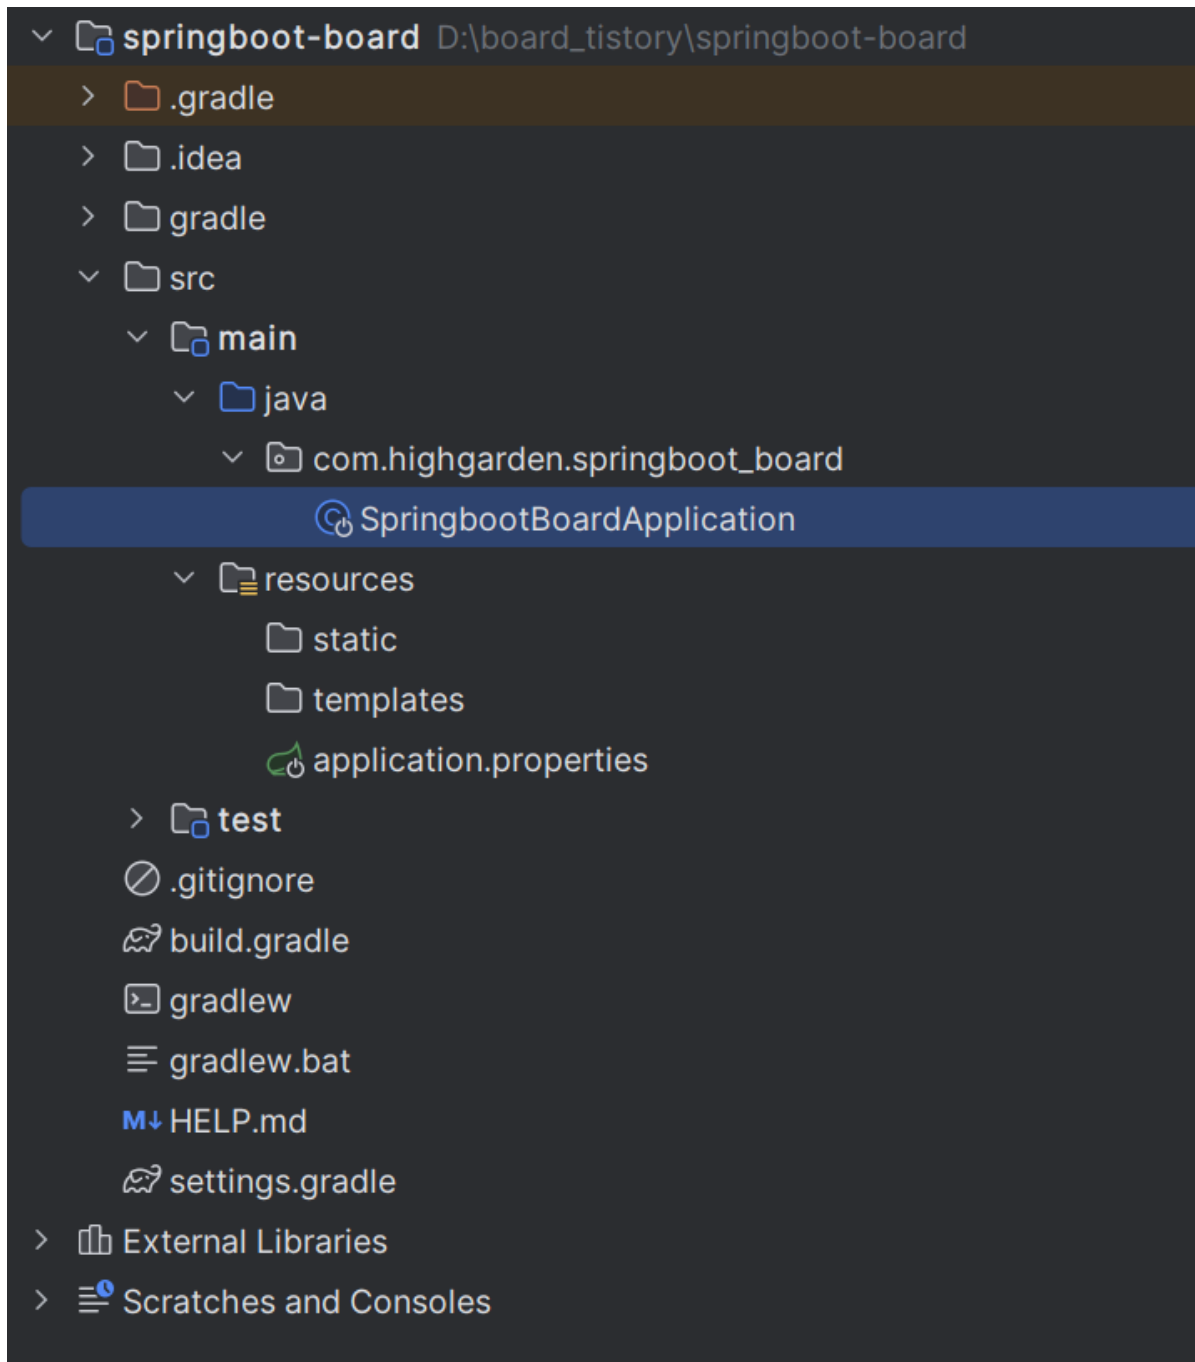 springboot-board D:\board_tistory\springboot-board
.gradle
.idea
gradle
src
main
java
com.highgarden.springboot_board
SpringbootBoardApplication
resources
static
templates
application.properties
test
.gitignore
build.gradle
gradlew
gradlew.bat
M↓ HELP.md
settings.gradle
External Libraries
Scratches and Consoles